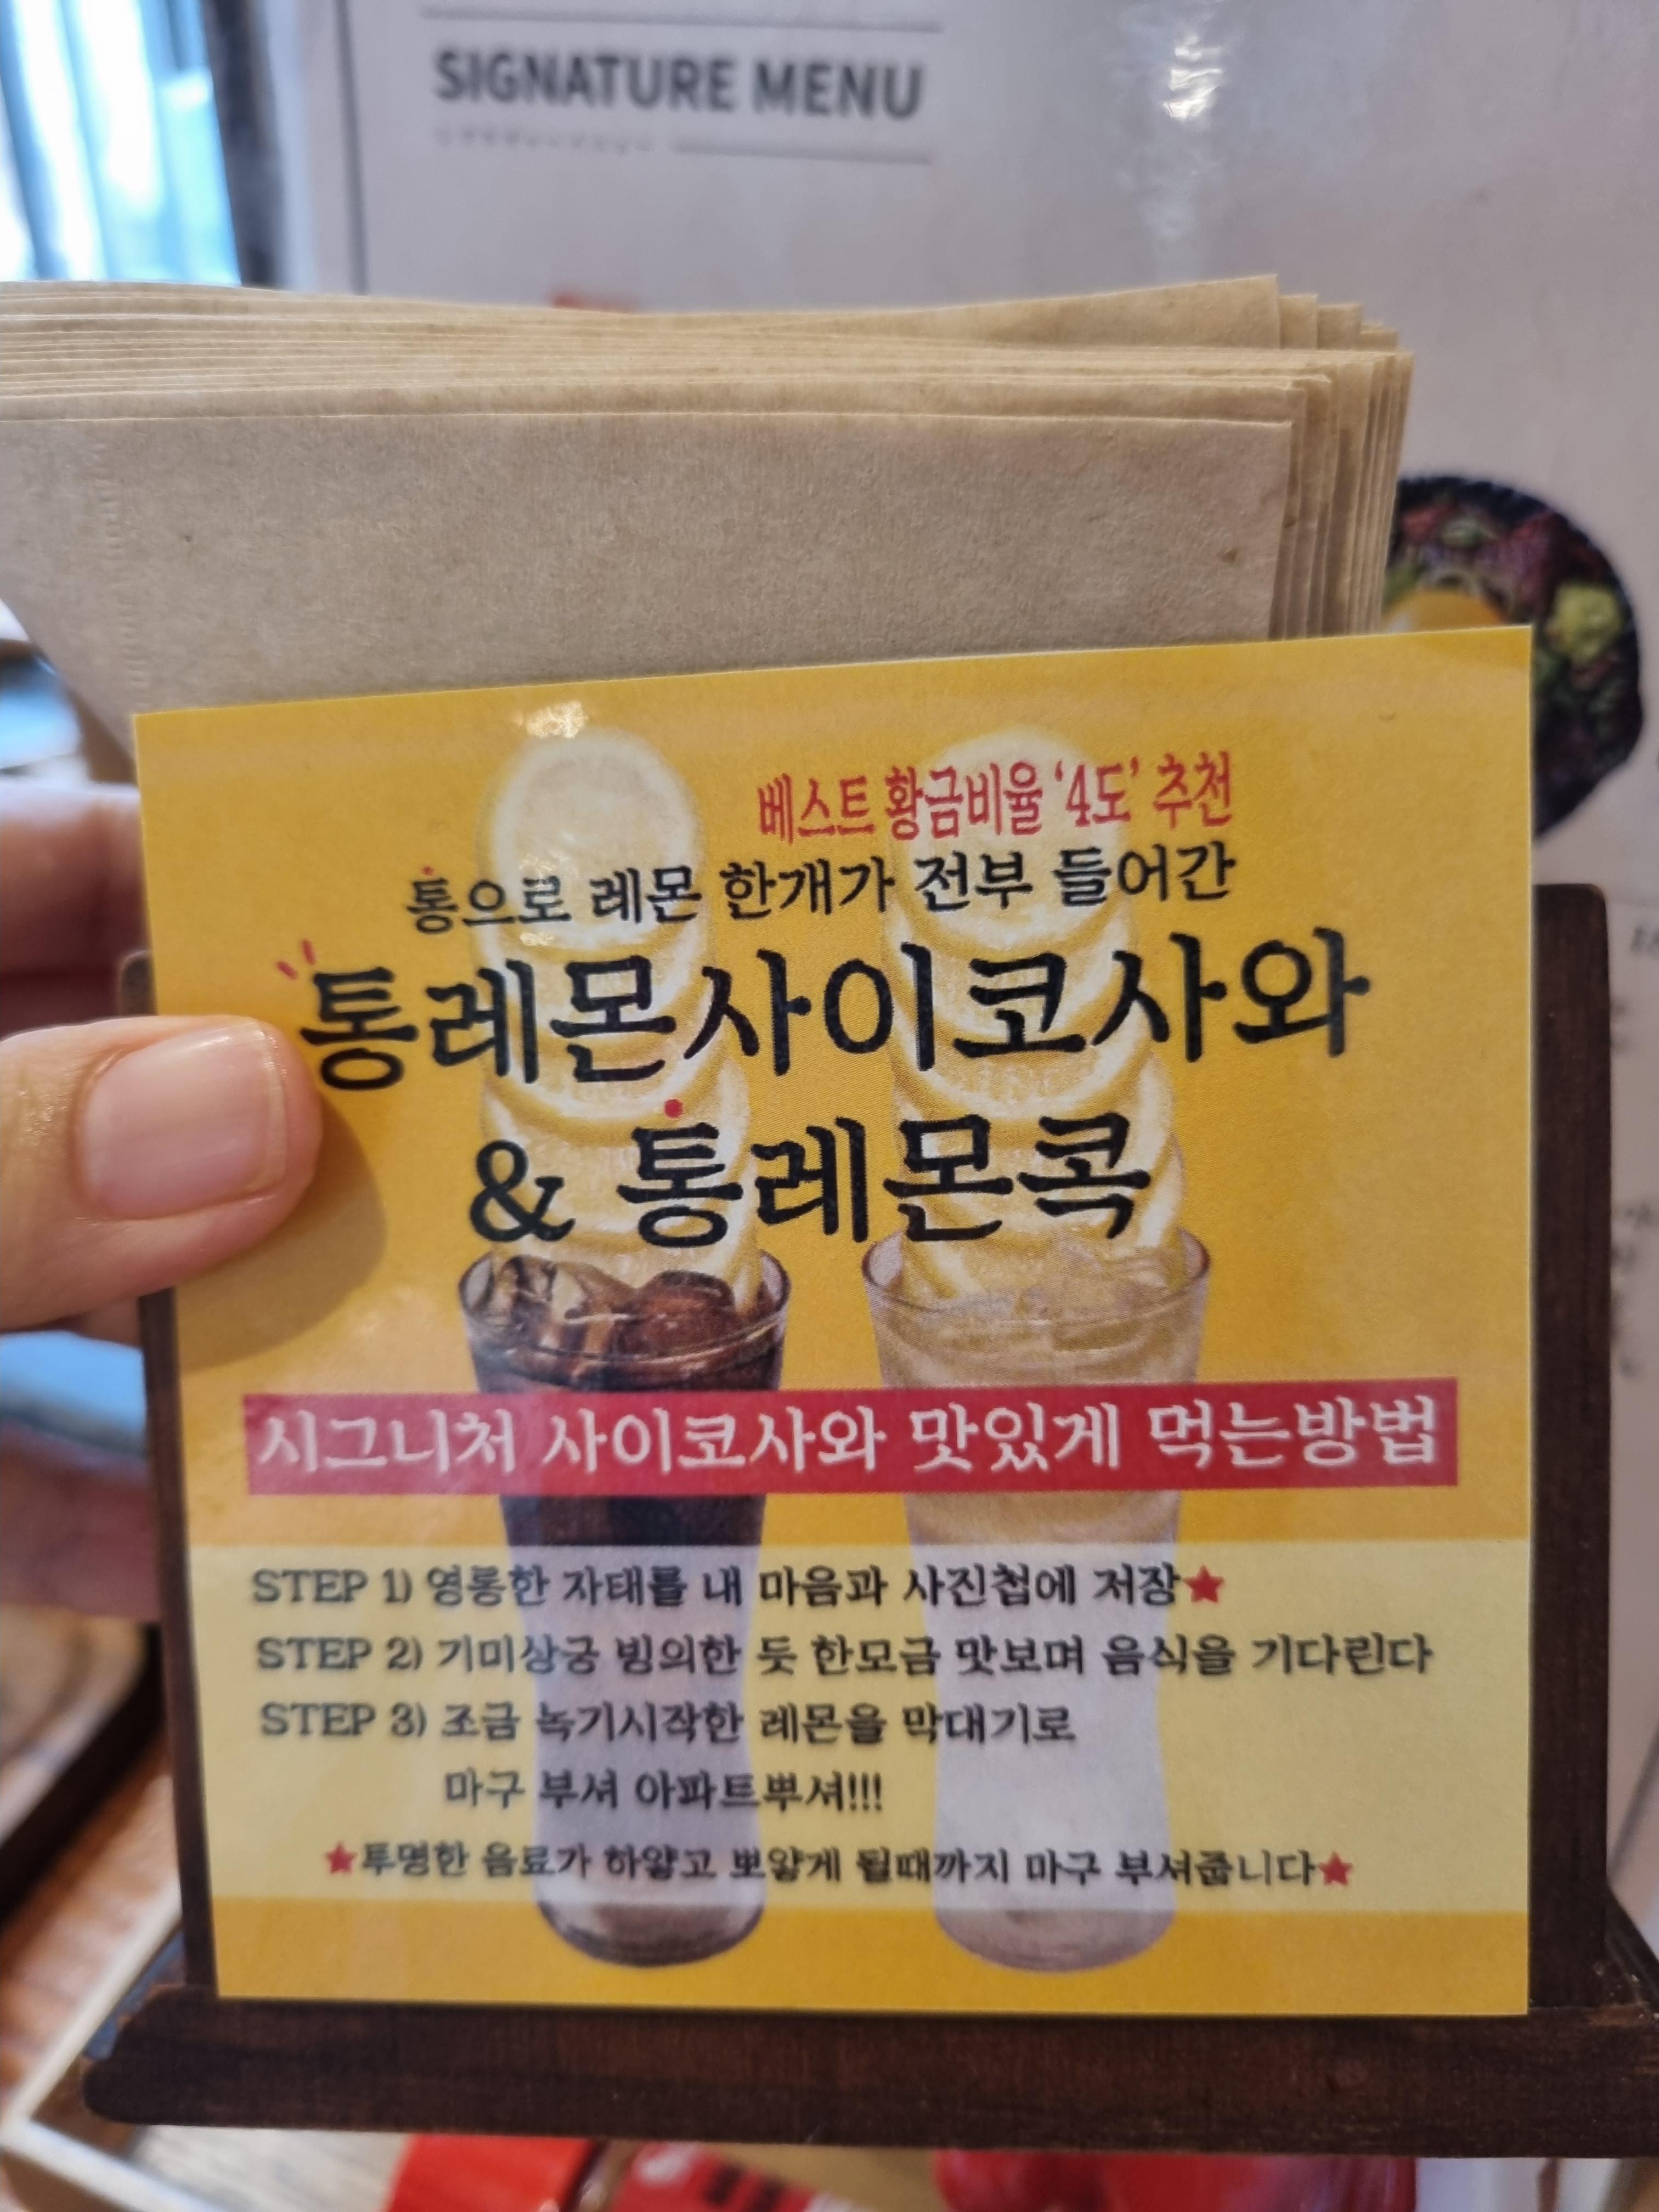 SIGNATURE MENU
베스트 황금비율 '4도' 추천
통으로 레몬 한개가 전부 들어간
통레몬사이코사와
& 통레몬콕
시그니처 사이코사와 맛있게 먹는방법
STEP 1) 영롱한 자태를 내 마음과 사진첩에 저장★
STEP 2) 기미상궁 빙의한 듯 한모금 맛보며 음식을 기다린다
STEP 3) 조금 녹기시작한 레몬을 막대기로
마구 부셔 아파트뿌셔!!!
★투명한 음료가 하얗고 뽀얗게 될때까지 마구 부셔줍니다★